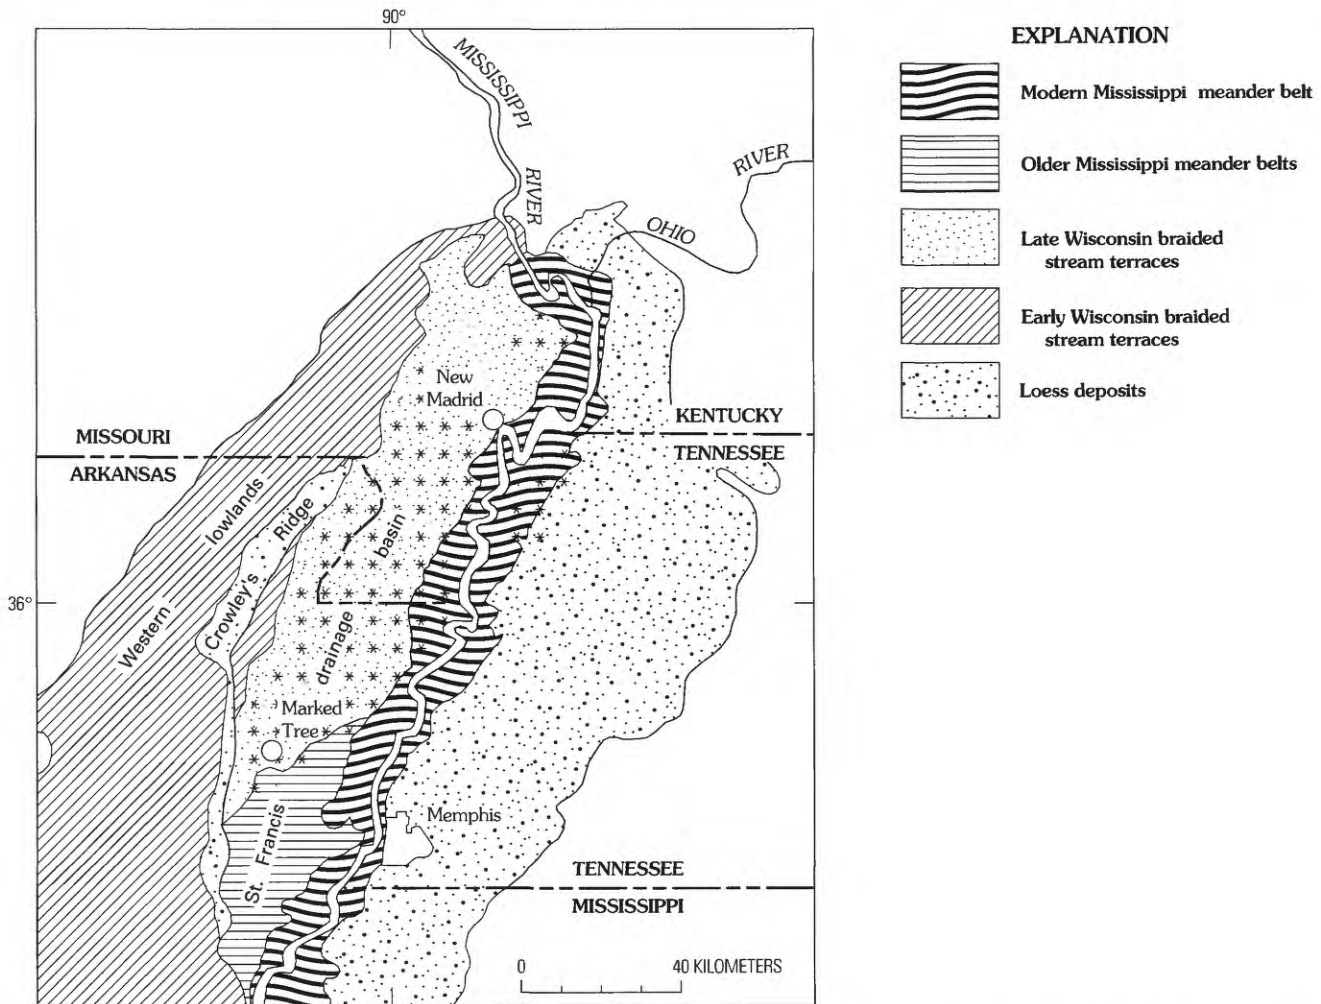 90°
EXPLANATION
MISSISSIPPI
RIVER
Modern Mississippi meander belt
Older Mississippi meander belts
RIVER
OHIO
Late Wisconsin braided
stream terraces
Early Wisconsin braided
stream terraces
Loess deposits
New
Madrid
MISSOURI
ARKANSAS
KENTUCKY
TENNESSEE
Western
lowlands
Crowley's
Ridge
St. Francis
drainage
basin
36°
Marked
Tree
Memphis
TENNESSEE
MISSISSIPPI
0
40 KILOMETERS